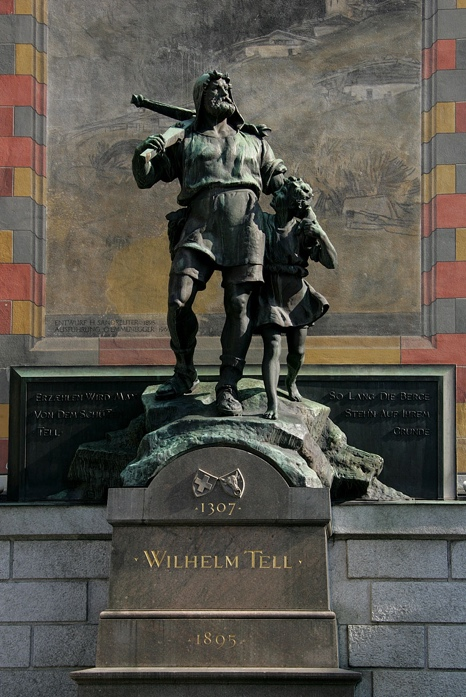 ERZÄHLEN WIRD MAN
VON DEM SCHÜTZ
TELL
SO LANG DIE BERGE
STEHN AUF IHREM
GRUNDE
· 1307 ·
· WILHELM TELL ·
· 1895 ·